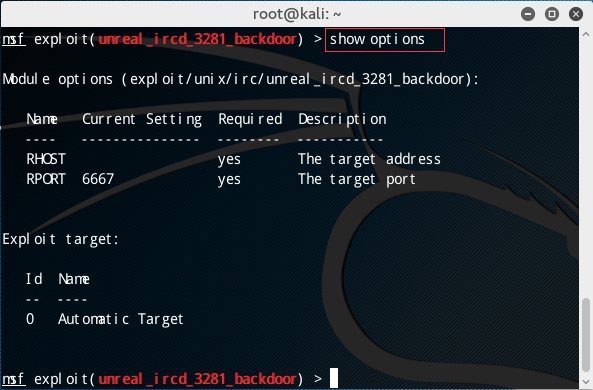 root@kali: ~
msf exploit(unreal_ircd_3281_backdoor) > show options
Module options (exploit/unix/irc/unreal_ircd_3281_backdoor):
Name Current Setting Required Description
---- --------------- -------- -----------
RHOST yes The target address
RPORT 6667 yes The target port
Exploit target:
Id Name
-- ----
0 Automatic Target
msf exploit(unreal_ircd_3281_backdoor) >